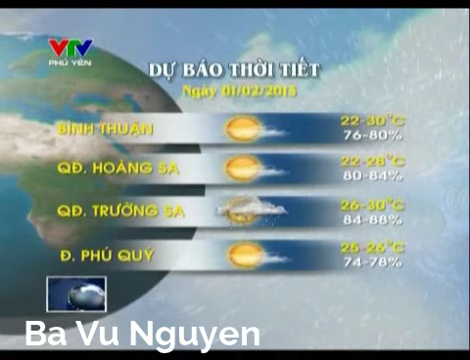 VTV
PHÚ YÊN
DỰ BÁO THỜI TIẾT
Ngày 01/02/2015
BÌNH THUẬN 22-30°C
76-80%
QĐ. HOÀNG SA 22-28°C
80-84%
QĐ. TRƯỜNG SA 26-30°C
84-88%
Đ. PHÚ QUÝ 25-26°C
74-78%
Ba Vu Nguyen